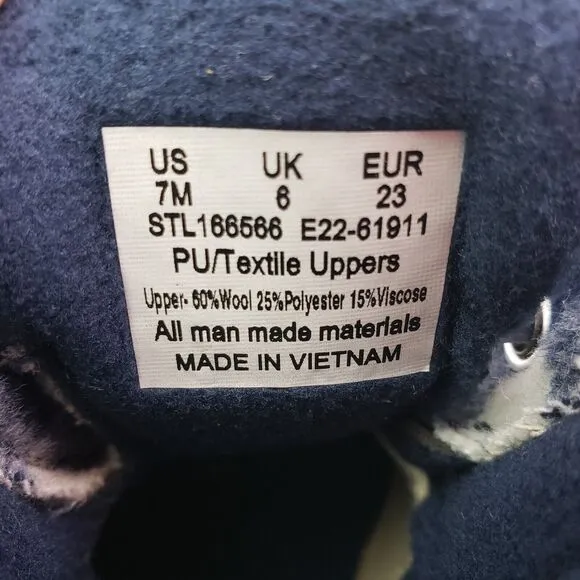 US UK EUR
7M 6 23
STL166566 E22-61911
PU/Textile Uppers
Upper- 60%Wool 25%Polyester 15%Viscose
All man made materials
MADE IN VIETNAM